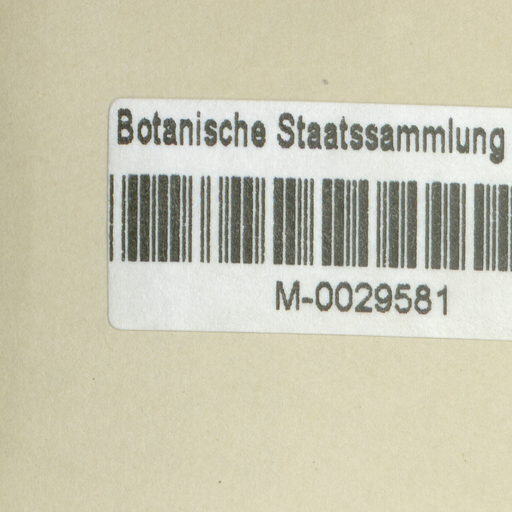 Botanische Staatssammlung
M-0029581